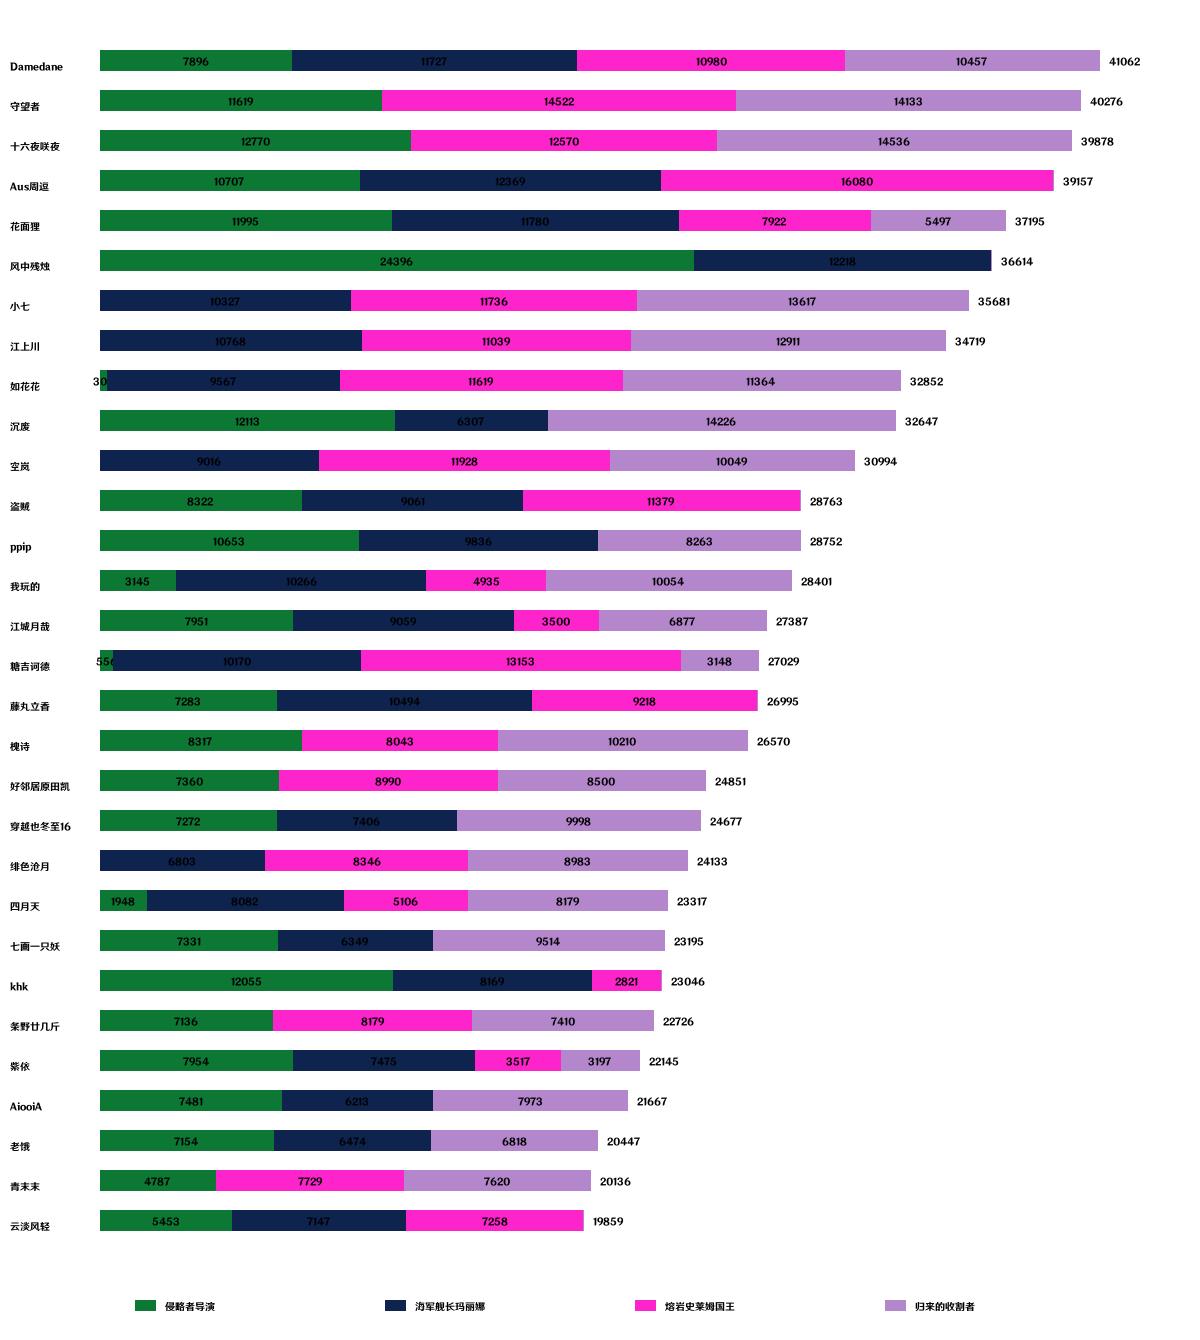 Damedane 7896 11727 10980 10457 41062
守望者 11619 14522 14133 40276
十六夜咲夜 12770 12570 14536 39878
Aus周逗 10707 12369 16080 39157
花面狸 11995 11780 7922 5497 37195
风中残烛 24396 12218 36614
小七 10327 11736 13617 35681
江上川 10768 11039 12911 34719
如花花 30 9567 11619 11364 32852
沉废 12113 6307 14226 32647
空岚 9016 11928 10049 30994
盗贼 8322 9061 11379 28763
ppip 10653 9836 8263 28752
我玩的 3145 10266 4935 10054 28401
江城月哉 7951 9059 3500 6877 27387
糖吉诃德 556 10170 13153 3148 27029
藤丸立香 7283 10494 9218 26995
槐诗 8317 8043 10210 26570
好邻居原田凯 7360 8990 8500 24851
穿越也冬至16 7272 7406 9998 24677
绯色沧月 6803 8346 8983 24133
四月天 1948 8082 5106 8179 23317
七画一只妖 7331 6349 9514 23195
khk 12055 8169 2821 23046
条野廿几斤 7136 8179 7410 22726
紫依 7954 7475 3517 3197 22145
AiooiA 7481 6213 7973 21667
老饿 7154 6474 6818 20447
青末末 4787 7729 7620 20136
云淡风轻 5453 7147 7258 19859
侵略者导演 海军舰长玛丽娜 熔岩史莱姆国王 归来的收割者